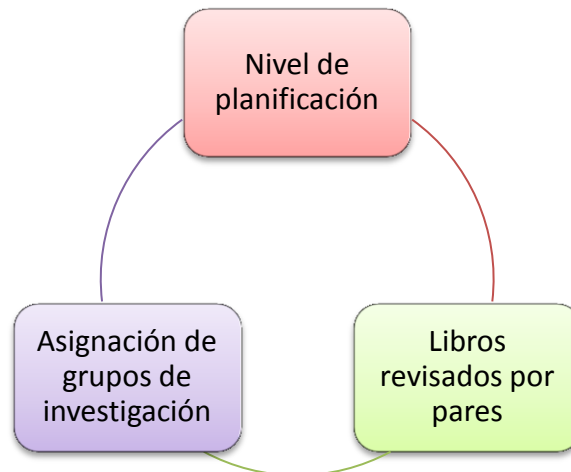 Nivel de
planificación
Asignación de
grupos de
investigación
Libros
revisados por
pares